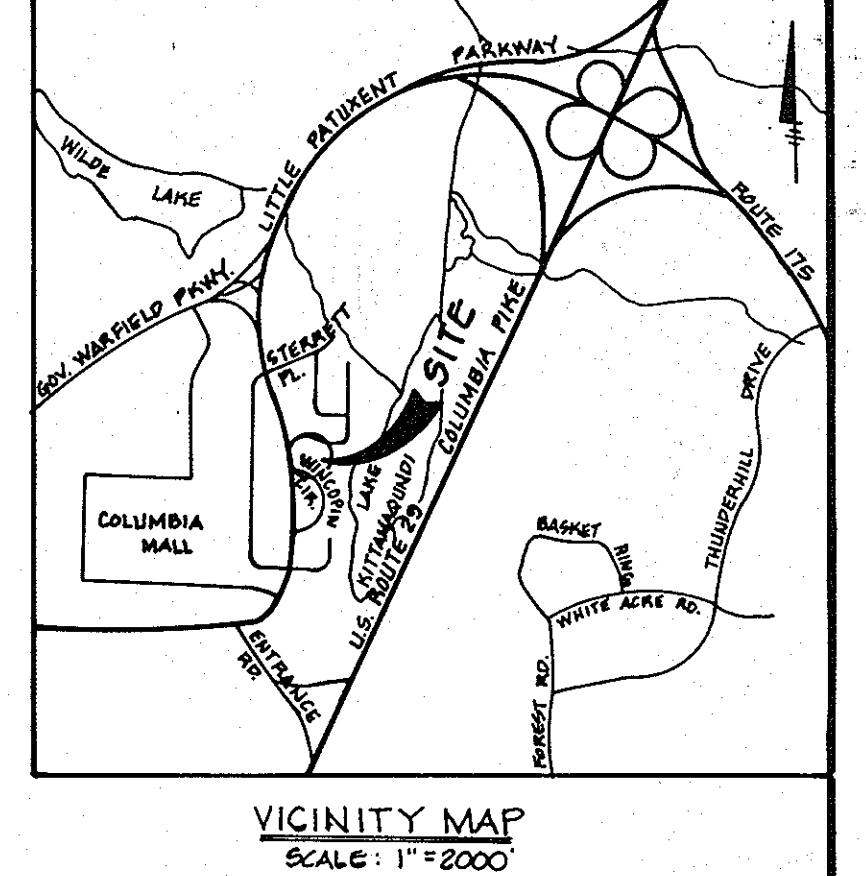 PARKWAY
LITTLE PATUXENT
WILDE
LAKE
ROUTE 175
GOV. WARFIELD PKWY.
STERRETT
PL.
SITE
COLUMBIA PIKE
DRIVE
THUNDERHILL
WINCOPIN
CIR.
LAKE
KITTAMAQUNDI
COLUMBIA
MALL
U.S. ROUTE 29
BASKET
RING
WHITE ACRE RD.
ENTRANCE
RD.
FOREST RD.
VICINITY MAP
SCALE: 1" = 2000'